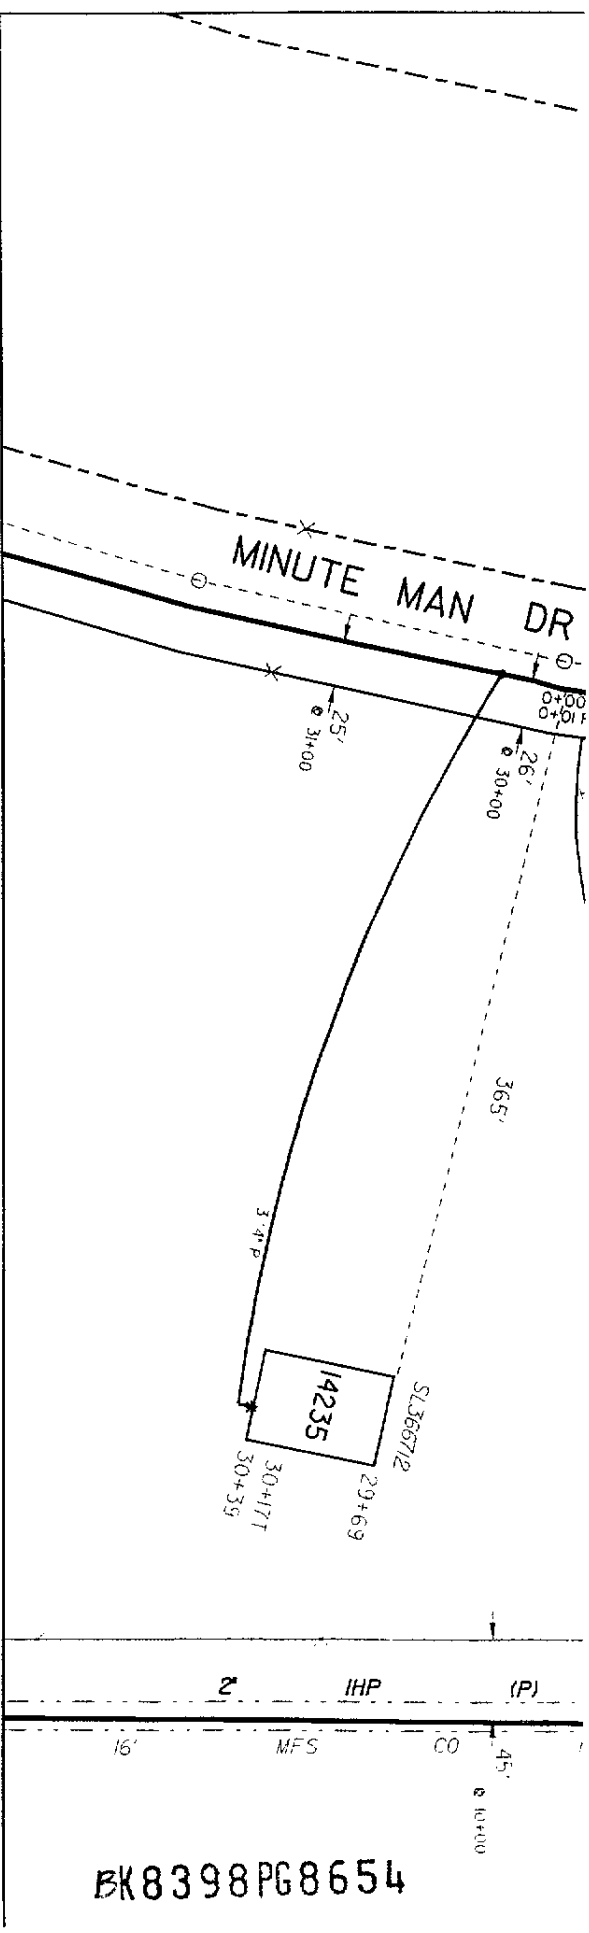 MINUTE MAN DR
0+00
0+01 F
25'
@ 31+00
26'
@ 30+00
365'
3'4" P
14235
SL366712
30+39
30+17T
29+69
2" IHP (P)
16' MFS CO
45'
@ 10+00
BK8398PG8654